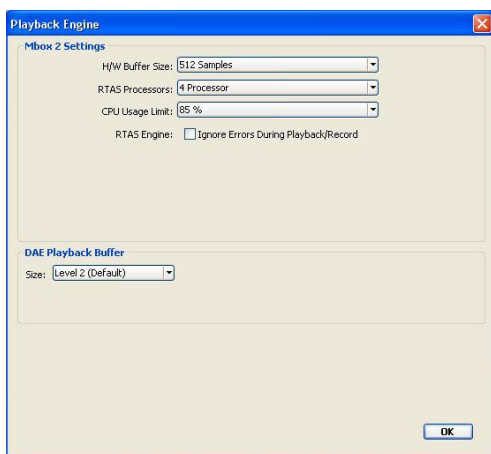 Playback Engine
Mbox 2 Settings
H/W Buffer Size: 512 Samples
RTAS Processors: 4 Processor
CPU Usage Limit: 85 %
RTAS Engine: Ignore Errors During Playback/Record
DAE Playback Buffer
Size: Level 2 (Default)
OK